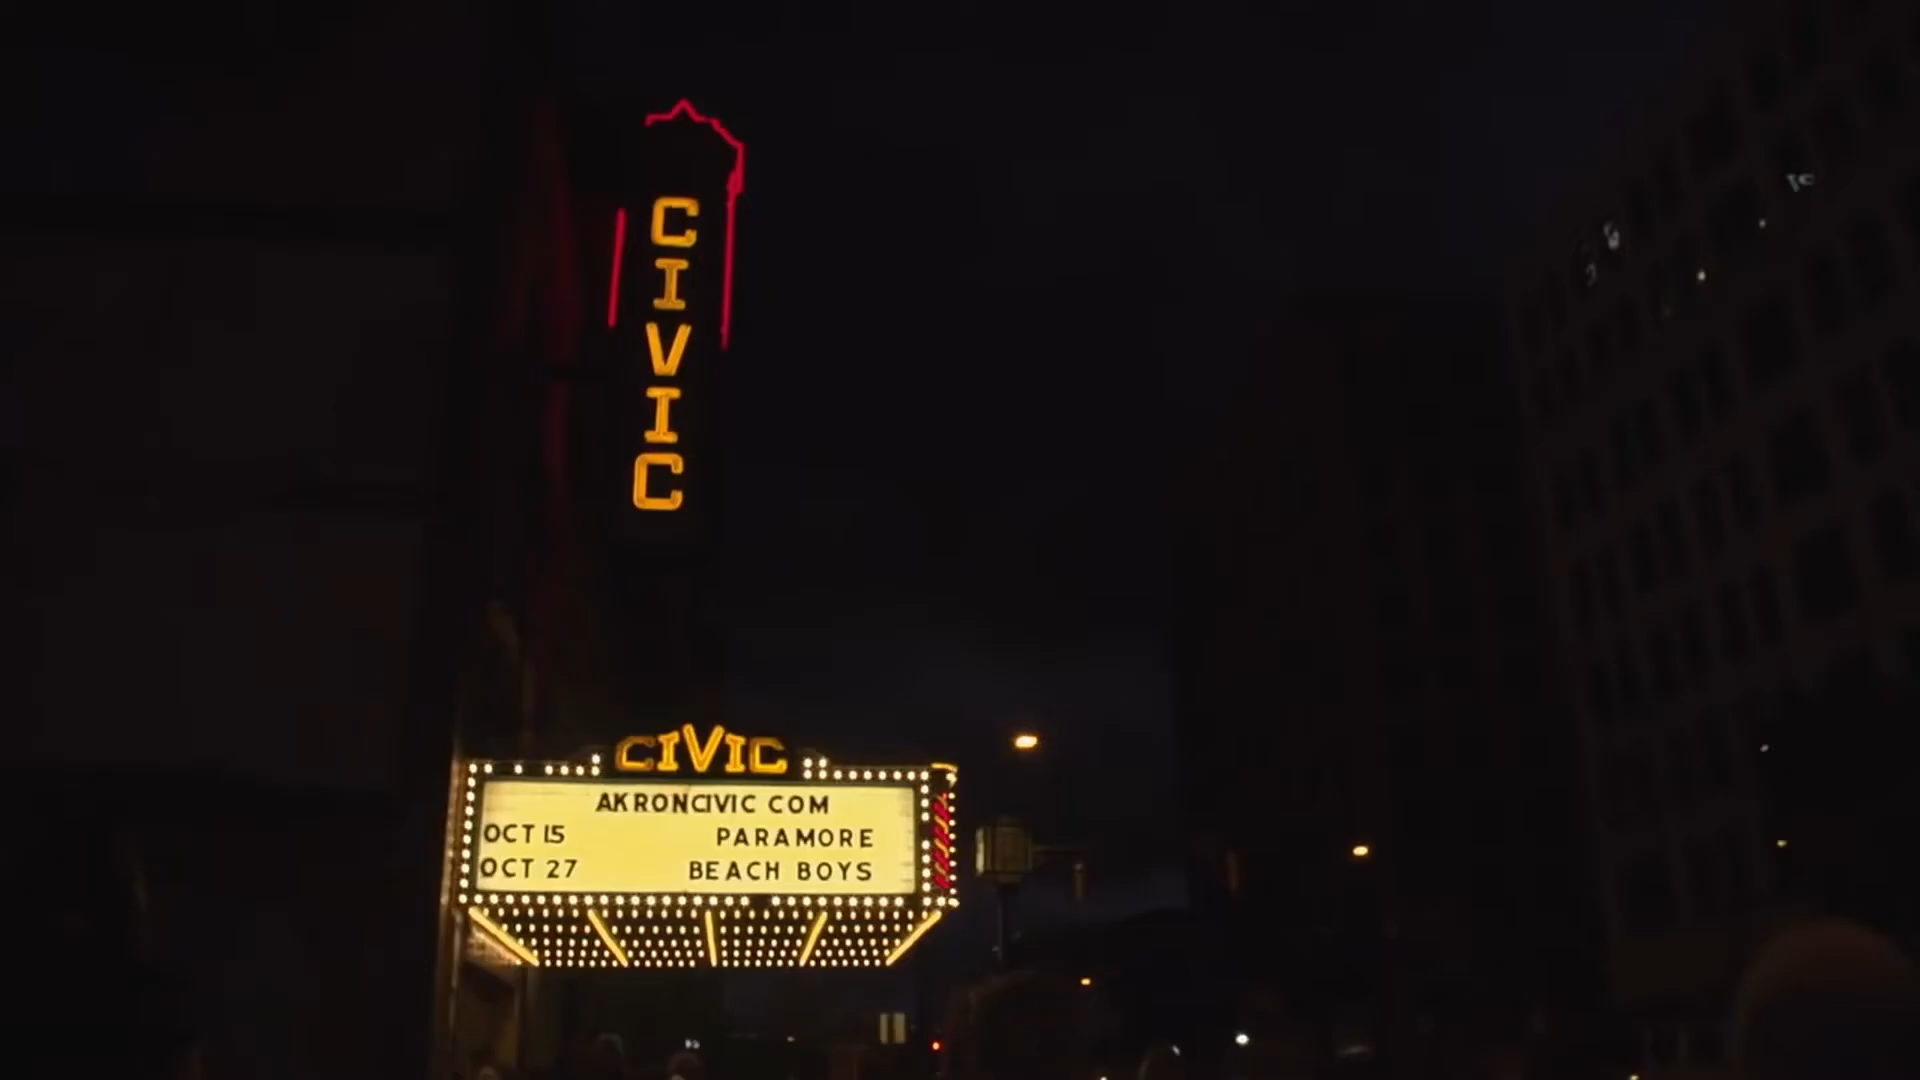 CIVIC
CIVIC
AKRONCIVIC COM
OCT 15 PARAMORE
OCT 27 BEACH BOYS